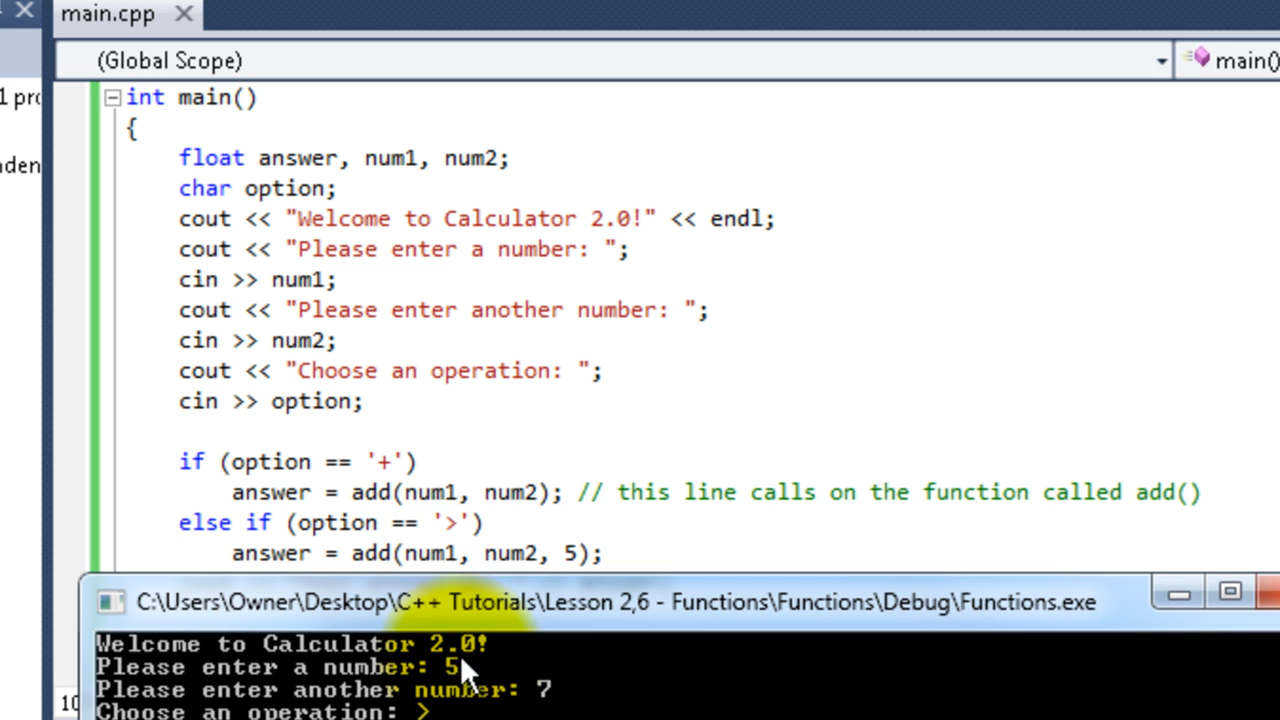 main.cpp
(Global Scope)
main()
int main()
{
float answer, num1, num2;
char option;
cout << "Welcome to Calculator 2.0!" << endl;
cout << "Please enter a number: ";
cin >> num1;
cout << "Please enter another number: ";
cin >> num2;
cout << "Choose an operation: ";
cin >> option;
if (option == '+')
answer = add(num1, num2); // this line calls on the function called add()
else if (option == '>')
answer = add(num1, num2, 5);
C:\Users\Owner\Desktop\C++ Tutorials\Lesson 2,6 - Functions\Functions\Debug\Functions.exe
Welcome to Calculator 2.0!
Please enter a number: 5
Please enter another number: 7
Choose an operation: >